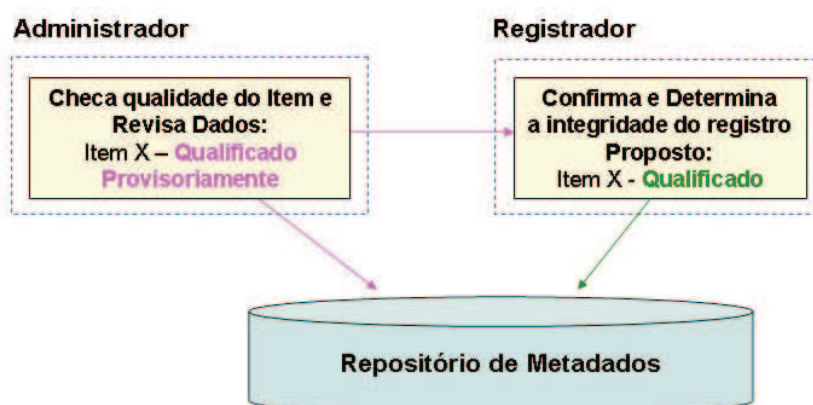 Administrador
Registrador
Checa qualidade do Item e
Revisa Dados:
Item X – Qualificado
Provisoriamente
Confirma e Determina
a integridade do registro
Proposto:
Item X - Qualificado
Repositório de Metadados